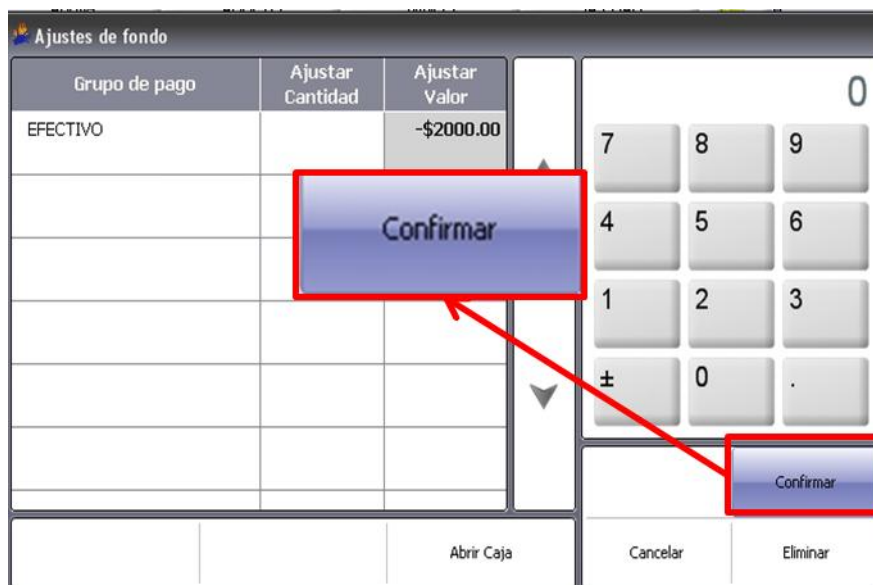 Ajustes de fondo
Grupo de pago
Ajustar Cantidad
Ajustar Valor
EFECTIVO
-$2000.00
Confirmar
0
7 8 9
4 5 6
1 2 3
± 0 .
Confirmar
Abrir Caja
Cancelar
Eliminar